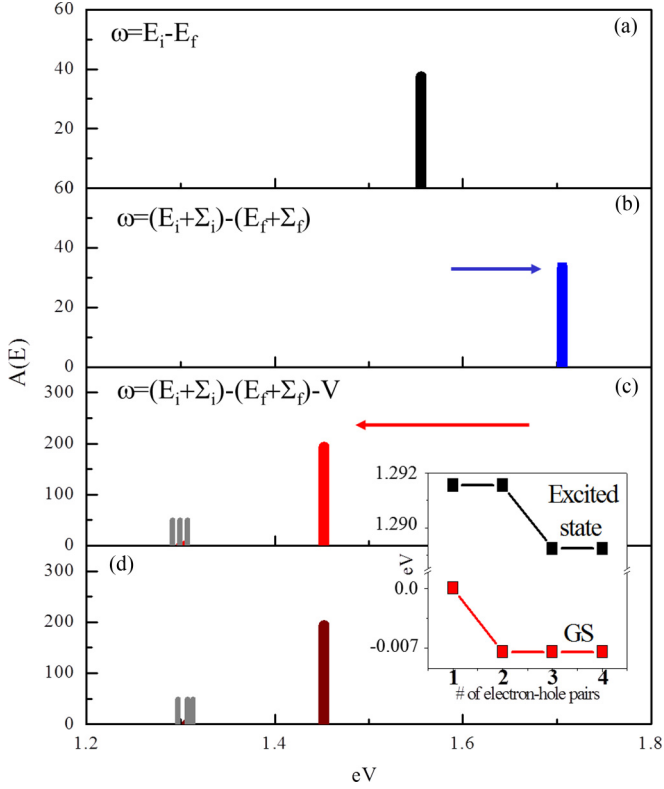 60
(a)
ω=Ei-Ef
40
20
60
(b)
ω=(Ei+Σi)-(Ef+Σf)
40
20
0
A(E)
ω=(Ei+Σi)-(Ef+Σf)-V
(c)
300
200
100
0
1.292
Excited
state
1.290
eV
0.0
GS
-0.007
1 2 3 4
# of electron-hole pairs
(d)
300
200
100
0
1.2 1.4 1.6 1.8
eV